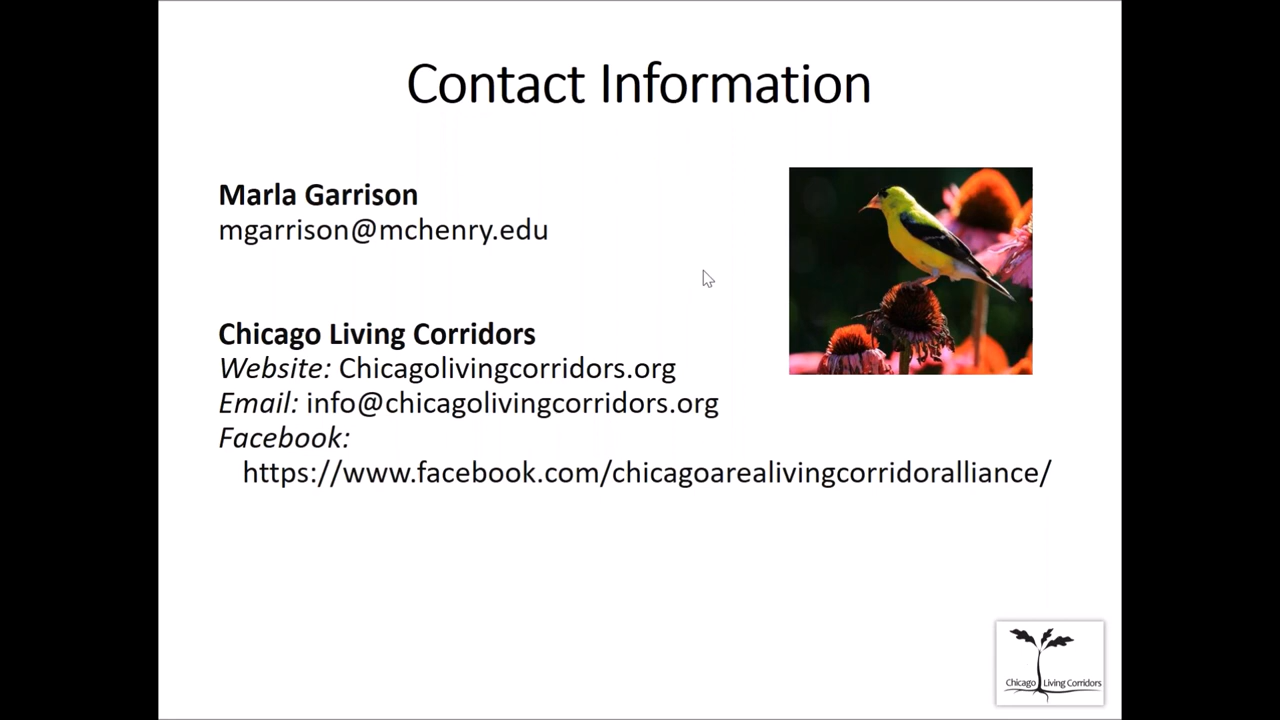 Contact Information
Marla Garrison
mgarrison@mchenry.edu
Chicago Living Corridors
Website: Chicagolivingcorridors.org
Email: info@chicagolivingcorridors.org
Facebook:
https://www.facebook.com/chicagoarealivingcorridoralliance/
Chicago Living Corridors